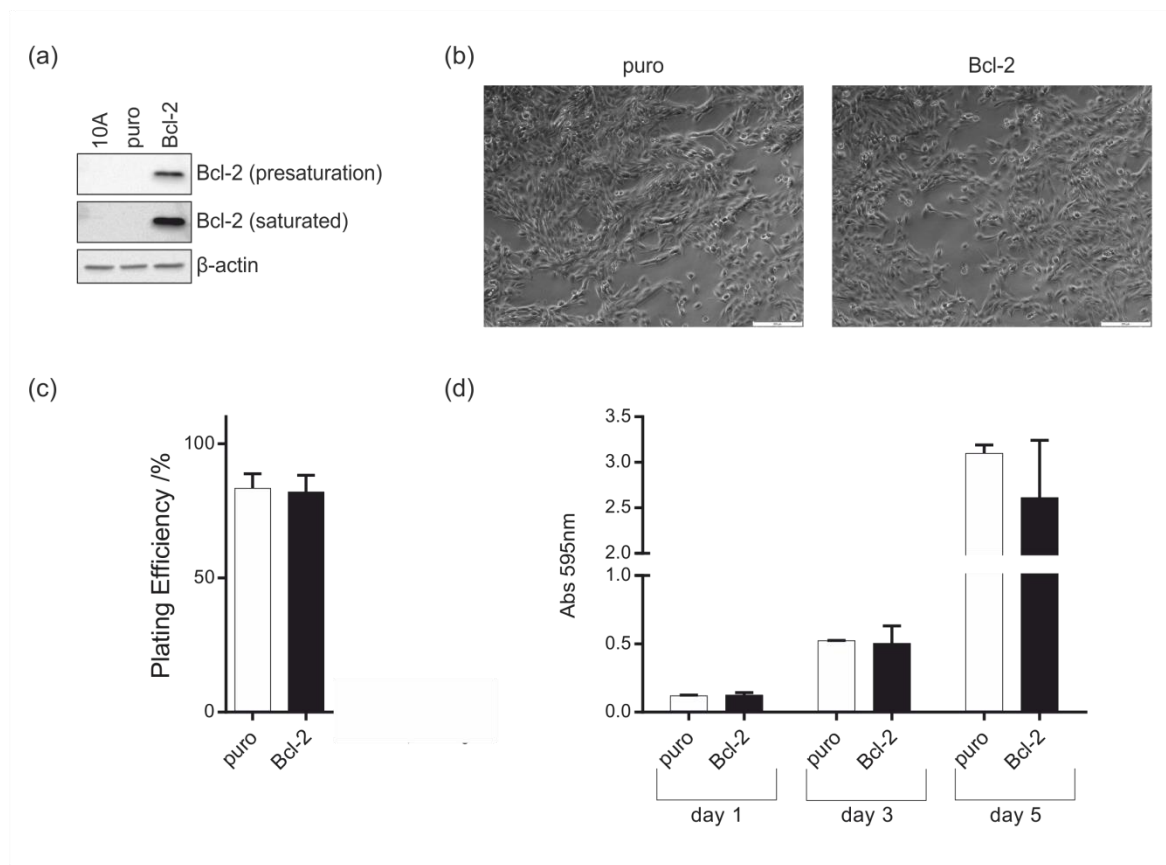 (a)
10A
puro
Bcl-2
Bcl-2 (presaturation)
Bcl-2 (saturated)
β-actin
(b)
puro
Bcl-2
(c)
Plating Efficiency /%
100
50
0
puro
Bcl-2
(d)
Abs 595nm
3.5
3.0
2.5
2.0
1.0
0.5
0.0
puro
Bcl-2
puro
Bcl-2
puro
Bcl-2
day 1
day 3
day 5